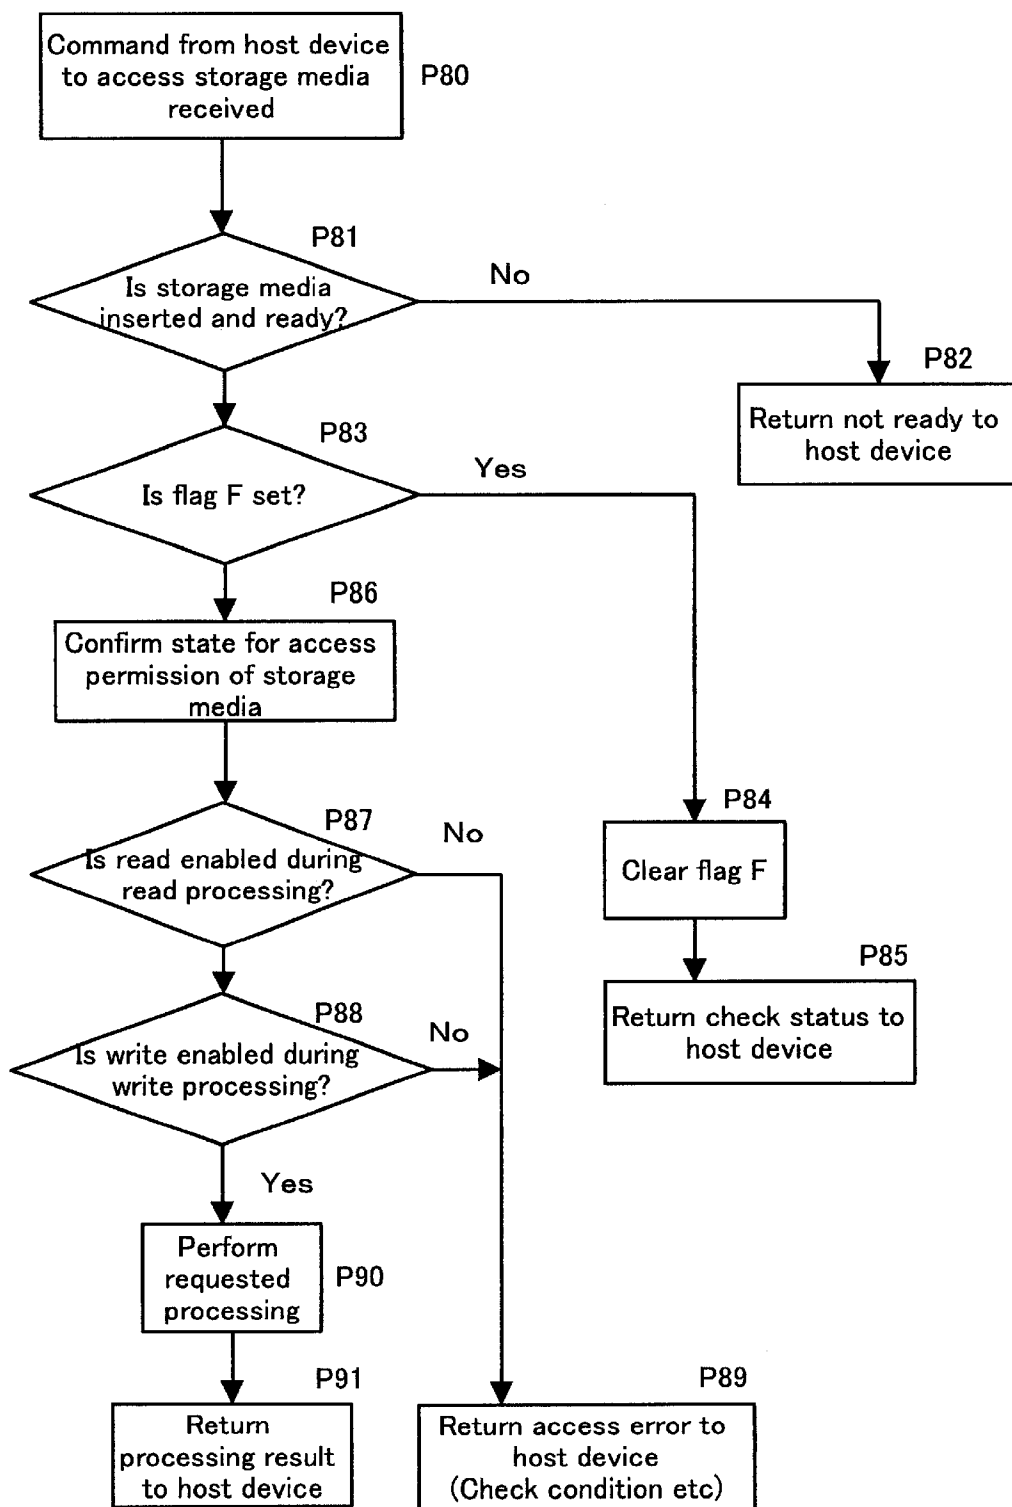 Command from host device
to access storage media
received
P80
P81
Is storage media
inserted and ready?
No
P82
Return not ready to
host device
P83
Is flag F set?
Yes
P86
Confirm state for access
permission of storage
media
P87
Is read enabled during
read processing?
No
P84
Clear flag F
P85
Return check status to
host device
P88
Is write enabled during
write processing?
No
Yes
Perform
requested
processing
P90
P91
Return
processing result
to host device
P89
Return access error to
host device
(Check condition etc)